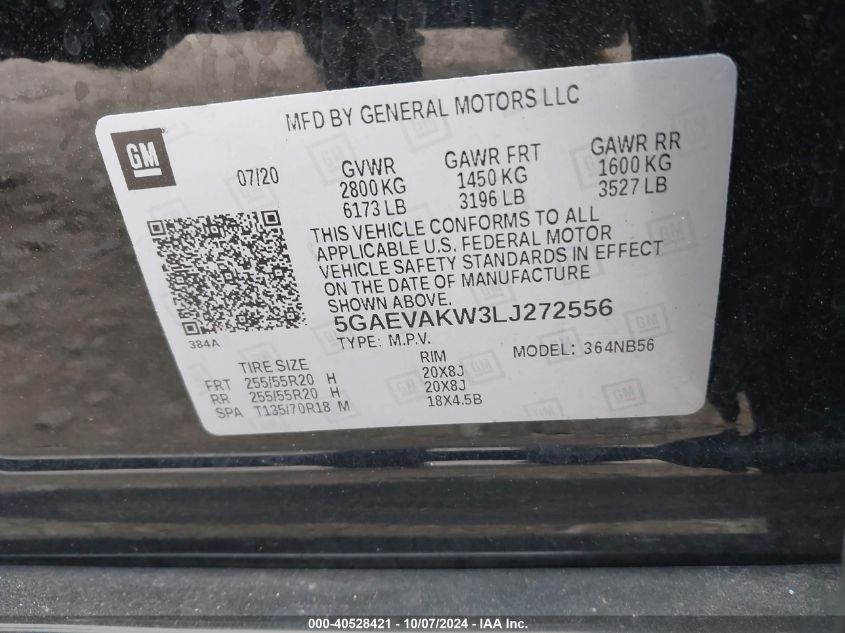 MFD BY GENERAL MOTORS LLC
GM
07/20
GVWR
2800 KG
6173 LB
GAWR FRT
1450 KG
3196 LB
GAWR RR
1600 KG
3527 LB
THIS VEHICLE CONFORMS TO ALL
APPLICABLE U.S. FEDERAL MOTOR
VEHICLE SAFETY STANDARDS IN EFFECT
ON THE DATE OF MANUFACTURE
SHOWN ABOVE.
384A
5GAEVAKW3LJ272556
TYPE: M.P.V.
MODEL: 364NB56
TIRE SIZE RIM
FRT 255/55R20 H 20X8J
RR 255/55R20 H 20X8J
SPA T135/70R18 M 18X4.5B
000-40528421 - 10/07/2024 - IAA Inc.